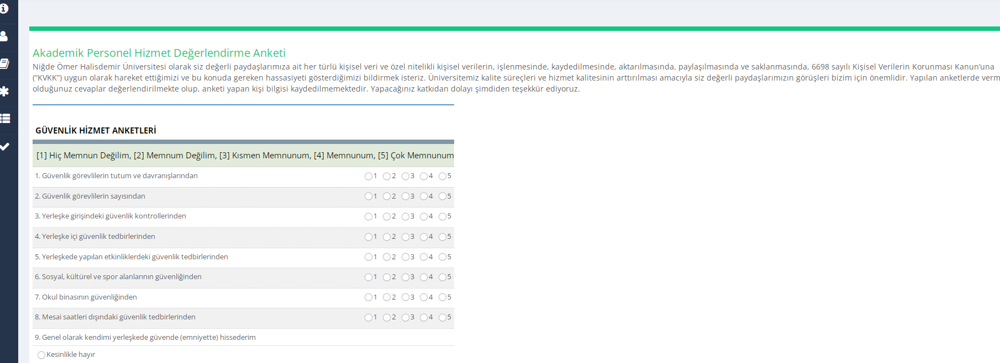 Akademik Personel Hizmet Değerlendirme Anketi
Niğde Ömer Halisdemir Üniversitesi olarak siz değerli paydaşlarımıza ait her türlü kişisel veri ve özel nitelikli kişisel verilerin, işlenmesinde, kaydedilmesinde, aktarılmasında, paylaşılmasında ve saklanmasında, 6698 sayılı Kişisel Verilerin Korunması Kanun’una
(“KVKK”) uygun olarak hareket ettiğimizi ve bu konuda gereken hassasiyeti gösterdiğimizi bildirmek isteriz. Üniversitemiz kalite süreçleri ve hizmet kalitesinin arttırılması amacıyla siz değerli paydaşlarımızın görüşleri bizim için önemlidir. Yapılan anketlerde verm
olduğunuz cevaplar değerlendirilmekte olup, anketi yapan kişi bilgisi kaydedilmemektedir. Yapacağınız katkıdan dolayı şimdiden teşekkür ediyoruz.
GÜVENLİK HİZMET ANKETLERİ
[1] Hiç Memnun Değilim, [2] Memnum Değilim, [3] Kısmen Memnunum, [4] Memnunum, [5] Çok Memnunum
1. Güvenlik görevlilerin tutum ve davranışlarından 1 2 3 4 5
2. Güvenlik görevlilerin sayısından 1 2 3 4 5
3. Yerleşke girişindeki güvenlik kontrollerinden 1 2 3 4 5
4. Yerleşke içi güvenlik tedbirlerinden 1 2 3 4 5
5. Yerleşkede yapılan etkinliklerdeki güvenlik tedbirlerinden 1 2 3 4 5
6. Sosyal, kültürel ve spor alanlarının güvenliğinden 1 2 3 4 5
7. Okul binasının güvenliğinden 1 2 3 4 5
8. Mesai saatleri dışındaki güvenlik tedbirlerinden 1 2 3 4 5
9. Genel olarak kendimi yerleşkede güvende (emniyette) hissederim
Kesinlikle hayır